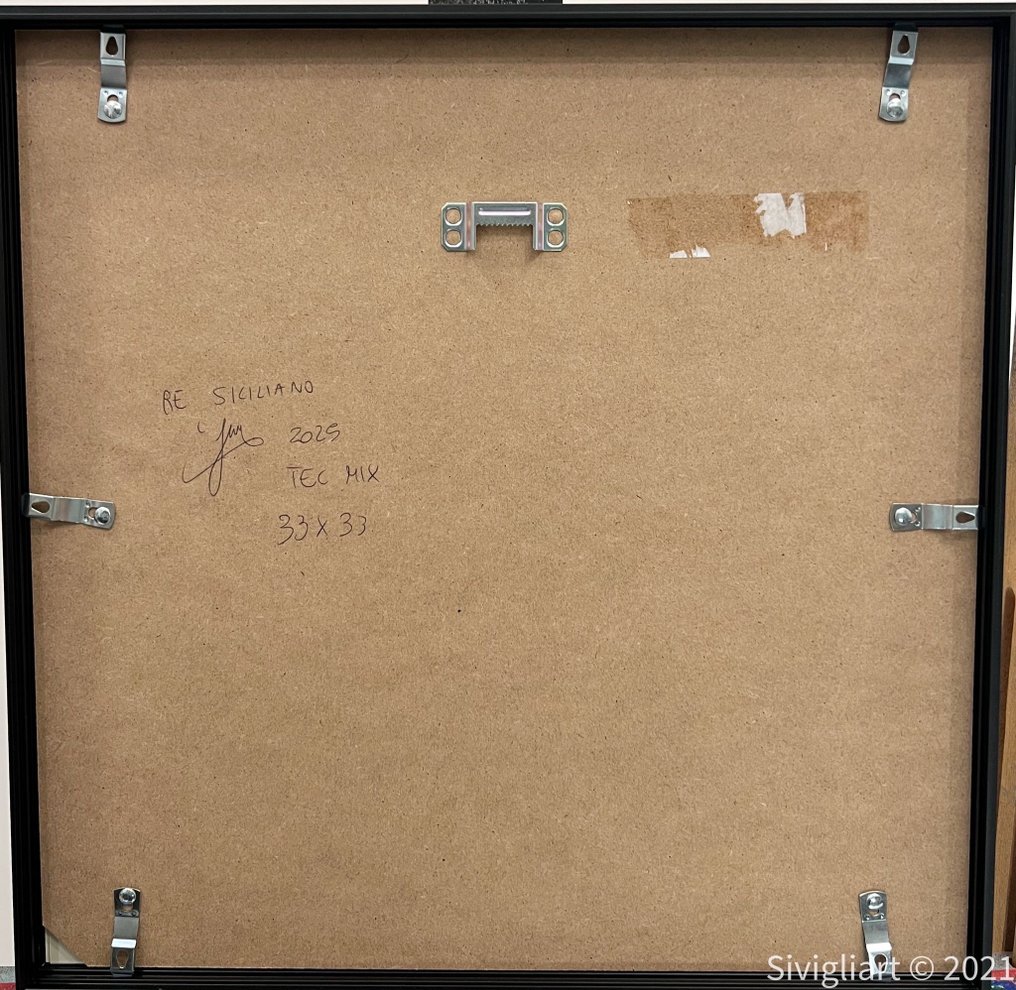 RE SICILIANO
2025
TEC MIX
33 x 33
Sivigliart © 2021